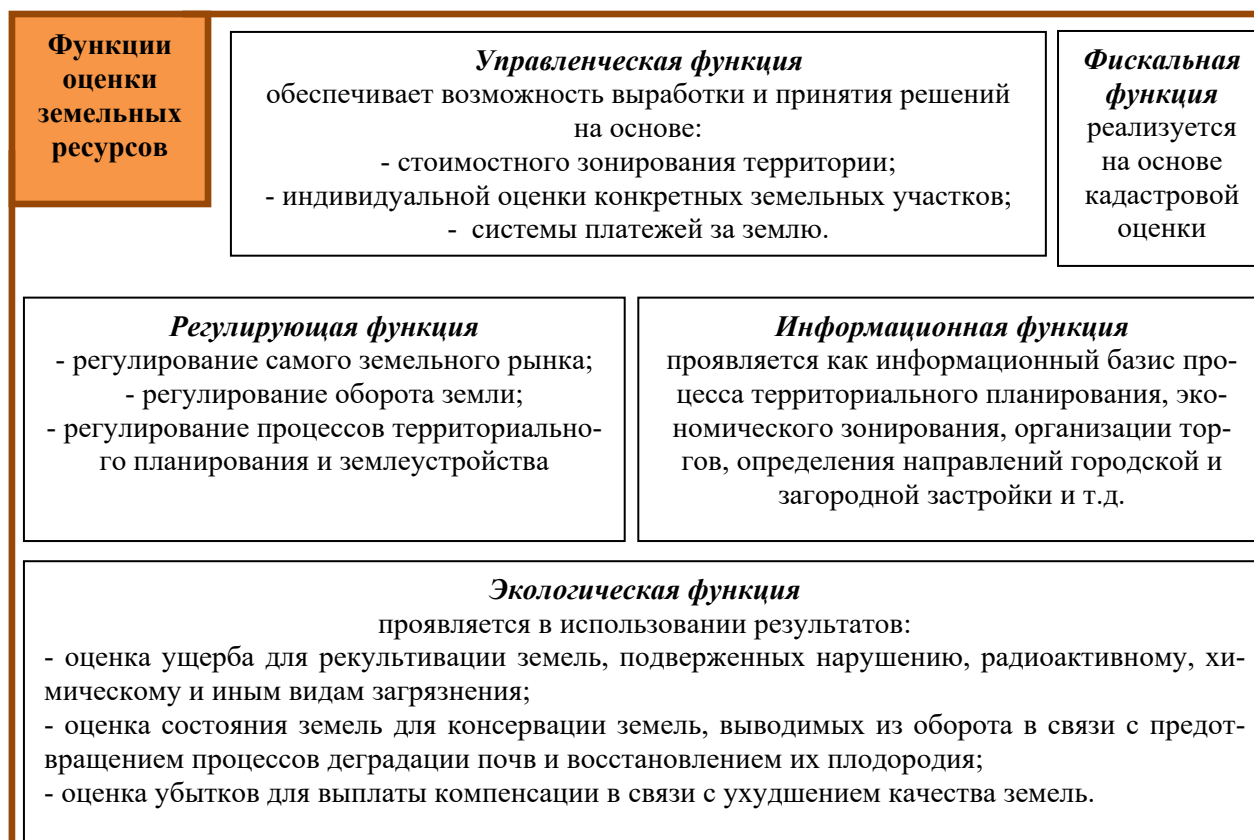 Функции
оценки
земельных
ресурсов
Управленческая функция
обеспечивает возможность выработки и принятия решений
на основе:
- стоимостного зонирования территории;
- индивидуальной оценки конкретных земельных участков;
- системы платежей за землю.
Фискальная
функция
реализуется
на основе
кадастровой
оценки
Регулирующая функция
- регулирование самого земельного рынка;
- регулирование оборота земли;
- регулирование процессов территориально-
го планирования и землеустройства
Информационная функция
проявляется как информационный базис про-
цесса территориального планирования, эко-
номического зонирования, организации тор-
гов, определения направлений городской и
загородной застройки и т.д.
Экологическая функция
проявляется в использовании результатов:
- оценка ущерба для рекультивации земель, подверженных нарушению, радиоактивному, хи-
мическому и иным видам загрязнения;
- оценка состояния земель для консервации земель, выводимых из оборота в связи с предот-
вращением процессов деградации почв и восстановлением их плодородия;
- оценка убытков для выплаты компенсации в связи с ухудшением качества земель.